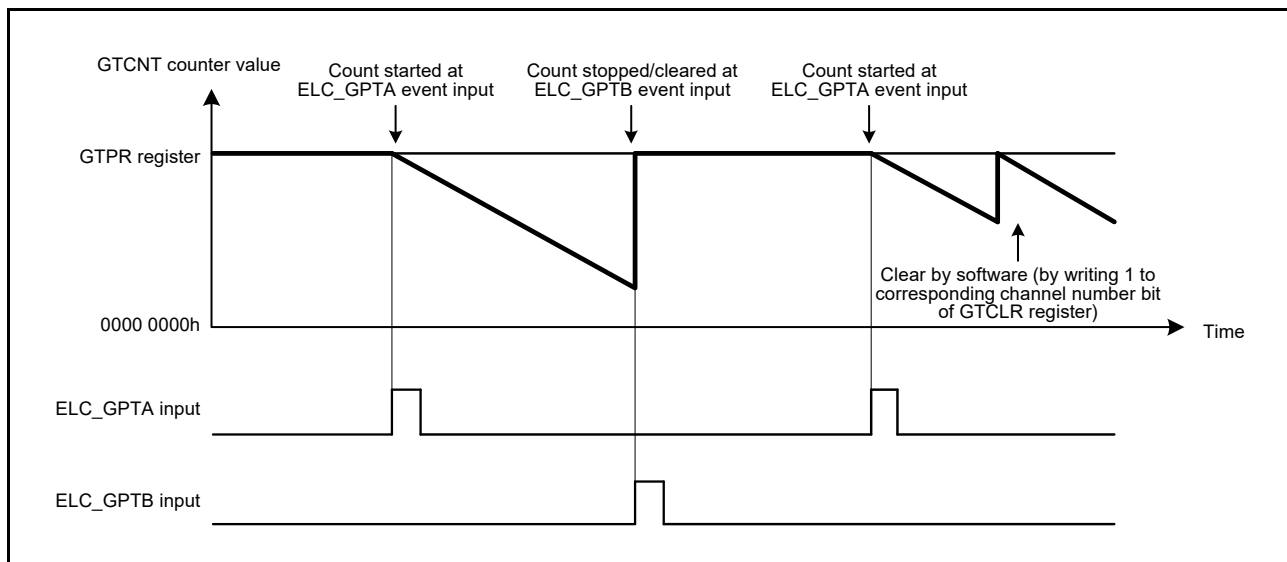 GTCNT counter value
Count started at
ELC_GPTA event input
Count stopped/cleared at
ELC_GPTB event input
Count started at
ELC_GPTA event input
GTPR register
Clear by software (by writing 1 to
corresponding channel number bit
of GTCLR register)
0000 0000h
Time
ELC_GPTA input
ELC_GPTB input